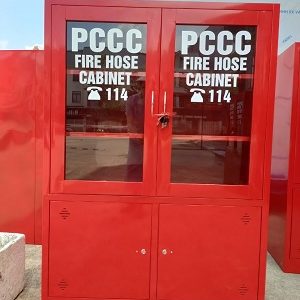 PCCC
FIRE HOSE
CABINET
☎ 114
PCCC
FIRE HOSE
CABINET
☎ 114